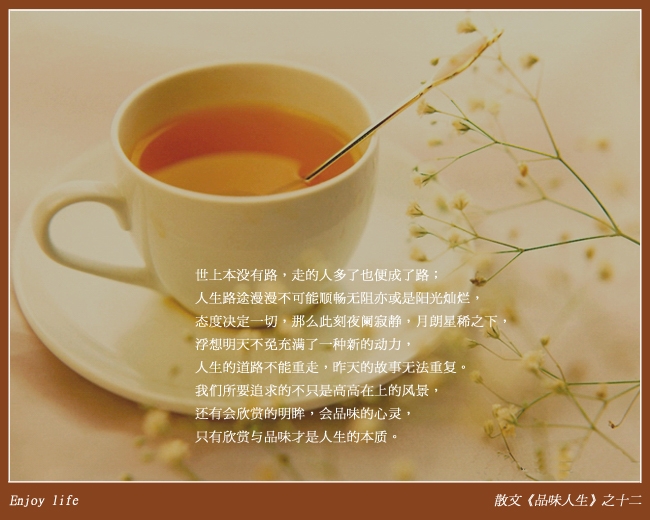 世上本没有路，走的人多了也便成了路；
人生路途漫漫不可能顺畅无阻亦或是阳光灿烂，
态度决定一切，那么此刻夜阑寂静，月朗星稀之下，
浮想明天不免充满了一种新的动力，
人生的道路不能重走，昨天的故事无法重复。
我们所要追求的不只是高高在上的风景，
还有会欣赏的明眸，会品味的心灵，
只有欣赏与品味才是人生的本质。
Enjoy life
散文《品味人生》之十二